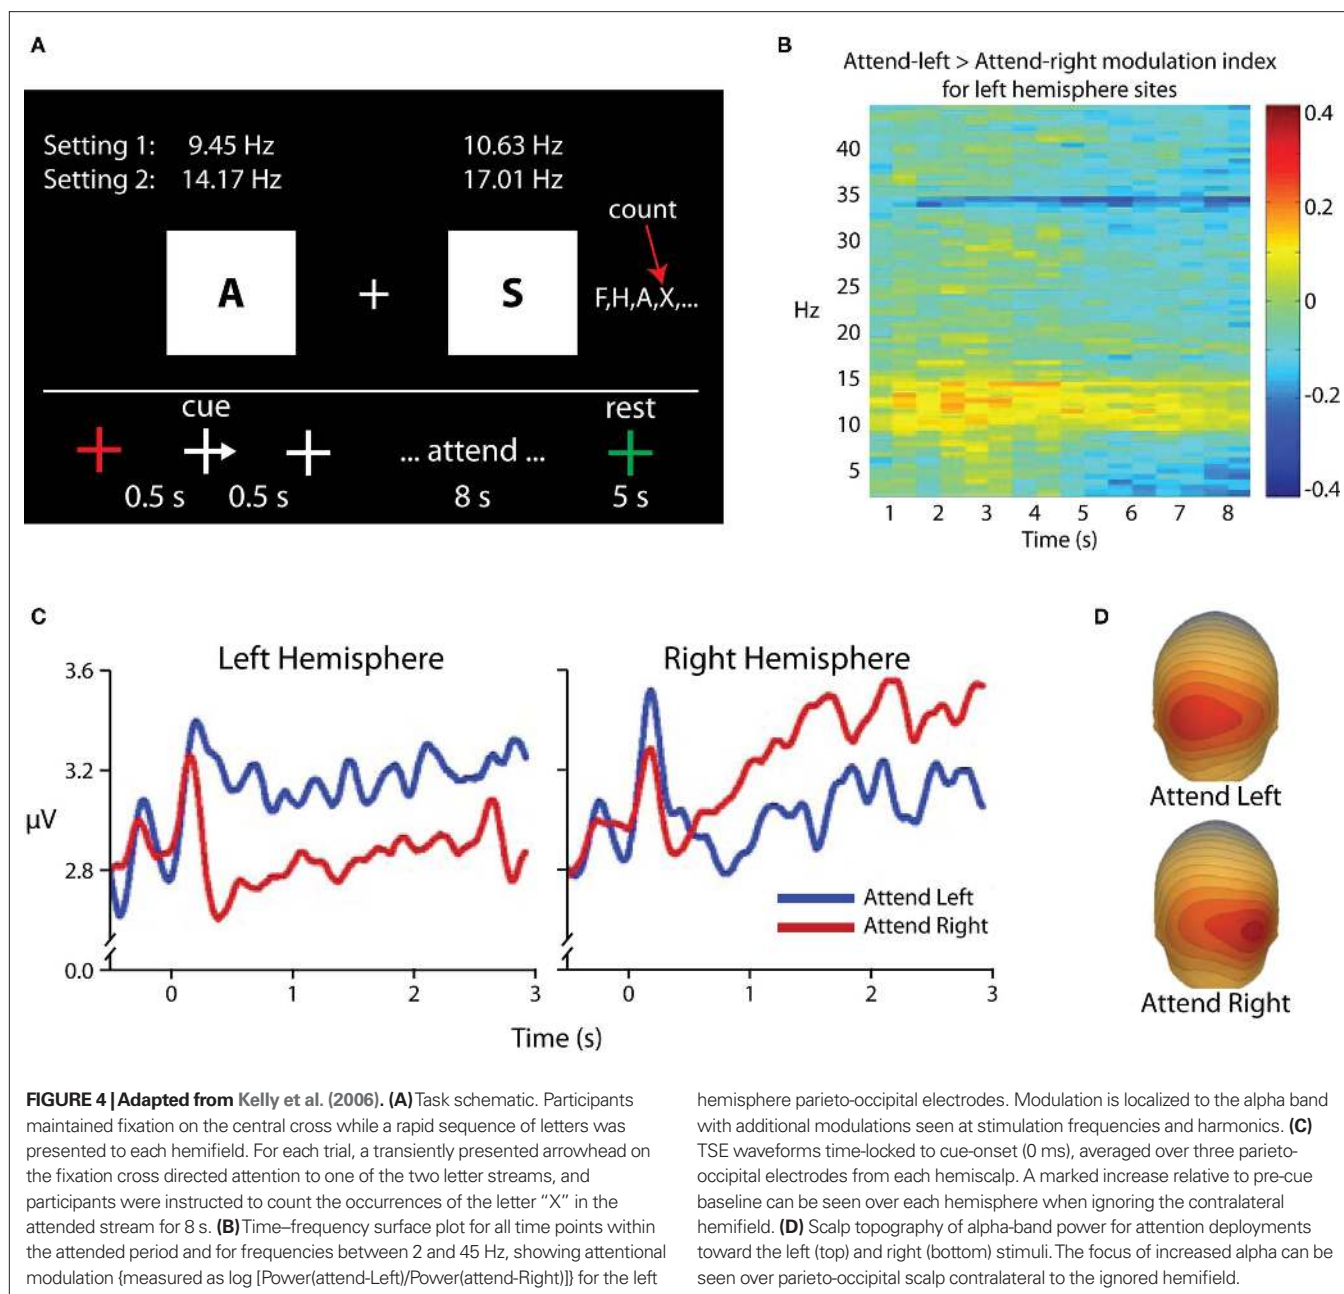 A
Setting 1: 9.45 Hz 10.63 Hz
Setting 2: 14.17 Hz 17.01 Hz
count
A + S F,H,A,X,...
cue rest
... attend ...
0.5 s 0.5 s 8 s 5 s
B
Attend-left > Attend-right modulation index
for left hemisphere sites
40
35
30
25
Hz
20
15
10
5
1 2 3 4 5 6 7 8
Time (s)
0.4
0.2
0
-0.2
-0.4
C
Left Hemisphere Right Hemisphere
3.6
3.2
µV
2.8
0.0
Attend Left
Attend Right
0 1 2 3 0 1 2 3
Time (s)
D
Attend Left
Attend Right
FIGURE 4 | Adapted from Kelly et al. (2006). (A) Task schematic. Participants
maintained fixation on the central cross while a rapid sequence of letters was
presented to each hemifield. For each trial, a transiently presented arrowhead on
the fixation cross directed attention to one of the two letter streams, and
participants were instructed to count the occurrences of the letter “X” in the
attended stream for 8 s. (B) Time–frequency surface plot for all time points within
the attended period and for frequencies between 2 and 45 Hz, showing attentional
modulation {measured as log [Power(attend-Left)/Power(attend-Right)]} for the left
hemisphere parieto-occipital electrodes. Modulation is localized to the alpha band
with additional modulations seen at stimulation frequencies and harmonics. (C)
TSE waveforms time-locked to cue-onset (0 ms), averaged over three parieto-
occipital electrodes from each hemiscalp. A marked increase relative to pre-cue
baseline can be seen over each hemisphere when ignoring the contralateral
hemifield. (D) Scalp topography of alpha-band power for attention deployments
toward the left (top) and right (bottom) stimuli. The focus of increased alpha can be
seen over parieto-occipital scalp contralateral to the ignored hemifield.